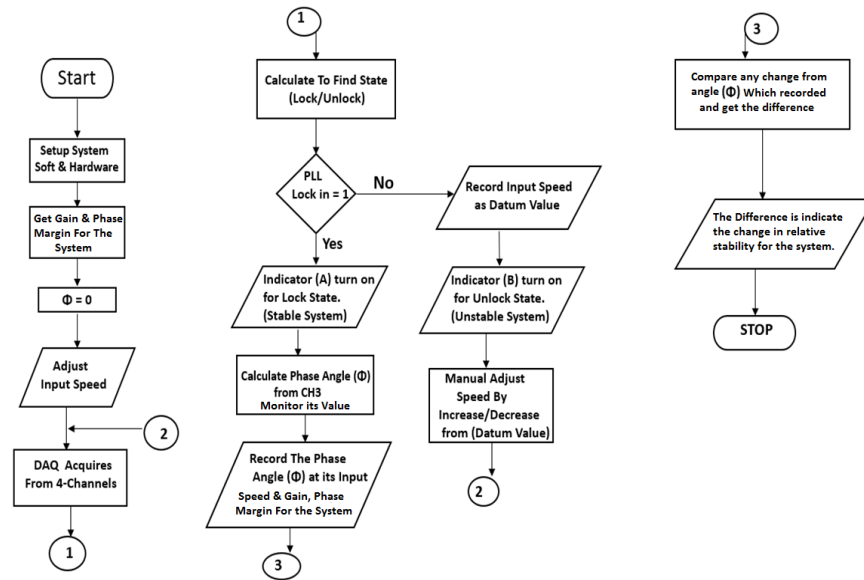 Start
Setup System
Soft & Hardware
Get Gain & Phase
Margin For The
System
Φ = 0
Adjust
Input Speed
2
DAQ Acquires
From 4-Channels
1
1
Calculate To Find State
(Lock/Unlock)
PLL
Lock in = 1
No
Yes
Record Input Speed
as Datum Value
Indicator (A) turn on
for Lock State.
(Stable System)
Indicator (B) turn on
for Unlock State.
(Unstable System)
Calculate Phase Angle (Φ)
from CH3
Monitor its Value
Manual Adjust
Speed By
Increase/Decrease
from (Datum Value)
2
Record The Phase
Angle (Φ) at its Input
Speed & Gain, Phase
Margin For the System
3
3
Compare any change from
angle (Φ) Which recorded
and get the difference
The Difference is indicate
the change in relative
stability for the system.
STOP